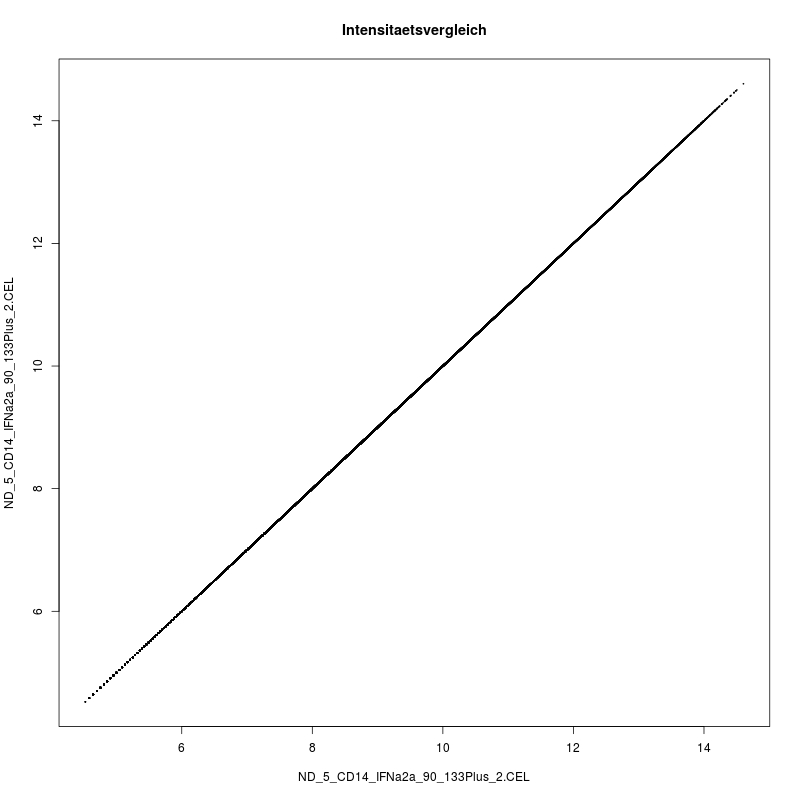 Intensitaetsvergleich
ND_5_CD14_IFNa2a_90_133Plus_2.CEL
14
12
10
8
6
6 8 10 12 14
ND_5_CD14_IFNa2a_90_133Plus_2.CEL